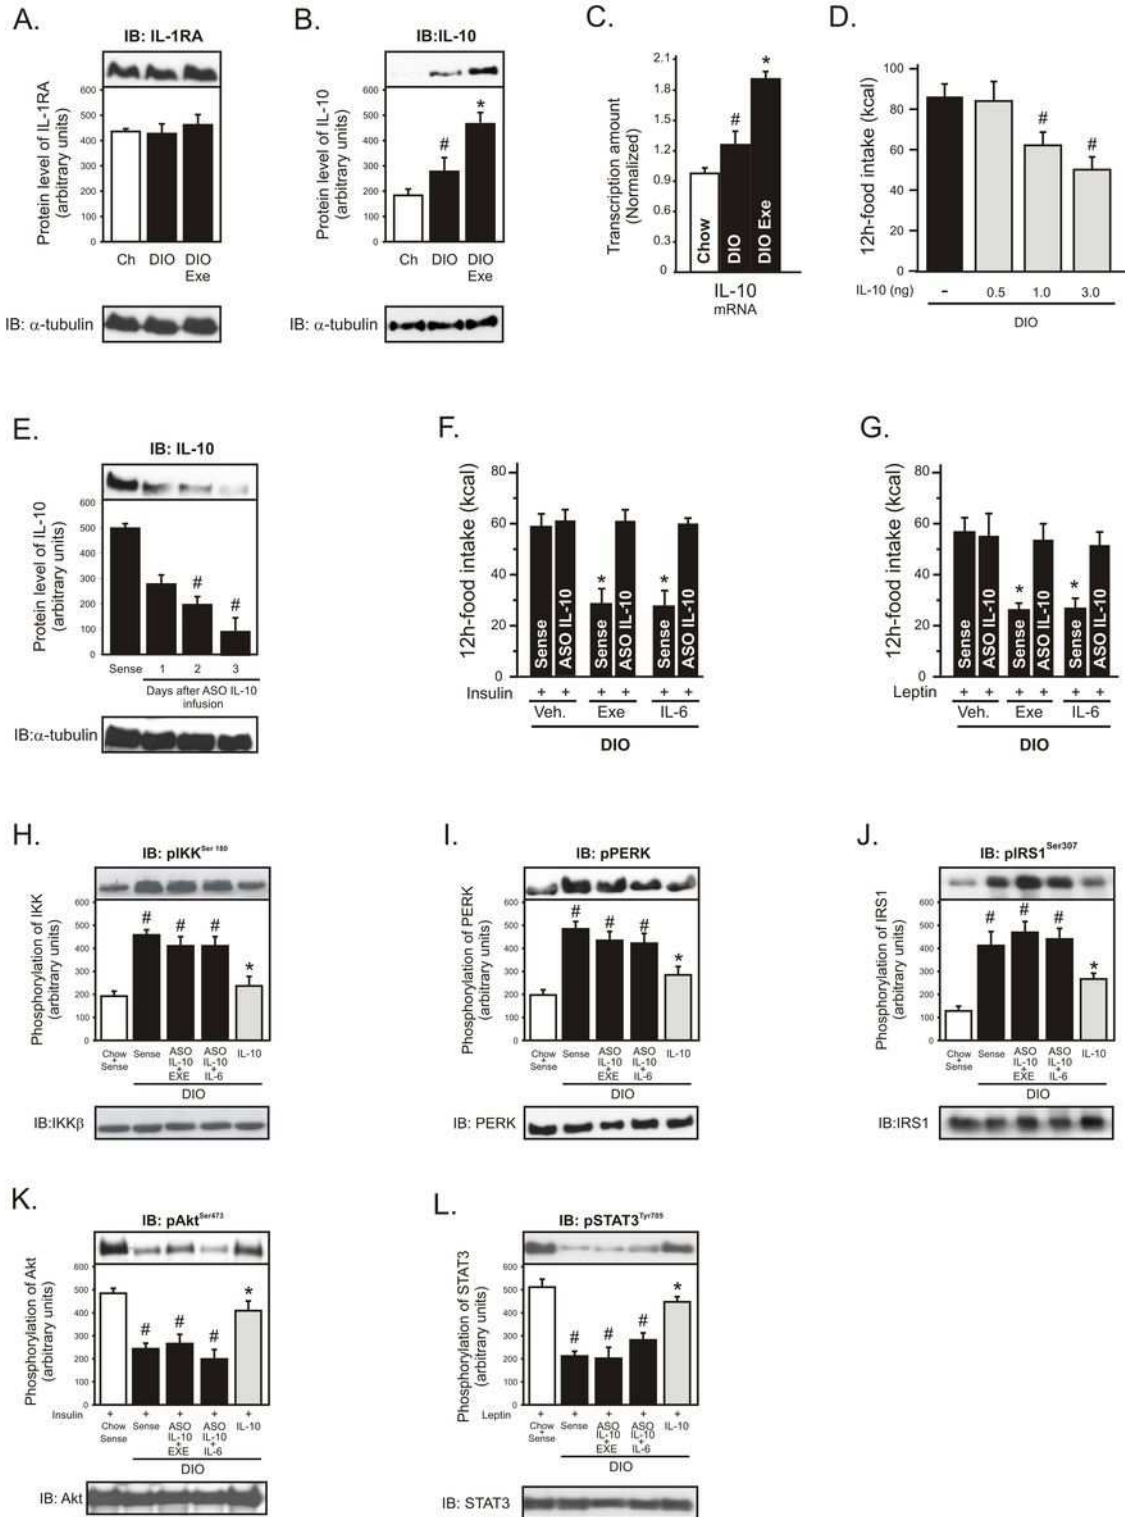 A.
IB: IL-1RA
Protein level of IL-1RA
(arbitrary units)
600
500
400
300
200
100
0
Ch DIO DIO
Exe
IB: α-tubulin
B.
IB:IL-10
Protein level of IL-10
(arbitrary units)
600
500
400
300
200
100
0
#
*
Ch DIO DIO
Exe
IB: α-tubulin
C.
Transcription amount
(Normalized)
2.1
1.8
1.5
1.2
0.9
0.6
0.3
0
#
*
Chow
DIO
DIO Exe
IL-10
mRNA
D.
12h-food intake (kcal)
100
80
60
40
20
0
#
#
IL-10 (ng) – 0.5 1.0 3.0
DIO
E.
IB: IL-10
Protein level of IL-10
(arbitrary units)
600
500
400
300
200
100
0
#
#
Sense 1 2 3
Days after ASO IL-10
infusion
IB:α-tubulin
F.
12h-food intake (kcal)
80
60
40
20
0
* *
Sense
ASO IL-10
Sense
ASO IL-10
Sense
ASO IL-10
Insulin + + + + + +
Veh. Exe IL-6
DIO
G.
12h-food intake (kcal)
80
60
40
20
0
* *
Sense
ASO IL-10
Sense
ASO IL-10
Sense
ASO IL-10
Leptin + + + + + +
Veh. Exe IL-6
DIO
H.
IB: pIKK Ser 180
Phosphorylation of IKK
(arbitrary units)
600
500
400
300
200
100
0
# # # *
Chow
+
Sense
Sense
ASO
IL-10
+
EXE
ASO
IL-10
+
IL-6
IL-10
DIO
IB:IKKβ
I.
IB: pPERK
Phosphorylation of PERK
(arbitrary units)
600
500
400
300
200
100
0
# # # *
Chow
+
Sense
Sense
ASO
IL-10
+
EXE
ASO
IL-10
+
IL-6
IL-10
DIO
IB: PERK
J.
IB: pIRS1 Ser307
Phosphorylation of IRS1
(arbitrary units)
600
500
400
300
200
100
0
# # # *
Chow
+
Sense
Sense
ASO
IL-10
+
EXE
ASO
IL-10
+
IL-6
IL-10
DIO
IB:IRS1
K.
IB: pAkt Ser473
Phosphorylation of Akt
(arbitrary units)
600
500
400
300
200
100
0
# # # *
Insulin + + + + +
Chow
+
Sense
Sense
ASO
IL-10
+
EXE
ASO
IL-10
+
IL-6
IL-10
DIO
IB: Akt
L.
IB: pSTAT3 Tyr705
Phosphorylation of STAT3
(arbitrary units)
600
500
400
300
200
100
0
# # # *
Leptin + + + + +
Chow
+
Sense
Sense
ASO
IL-10
+
EXE
ASO
IL-10
+
IL-6
IL-10
DIO
IB: STAT3